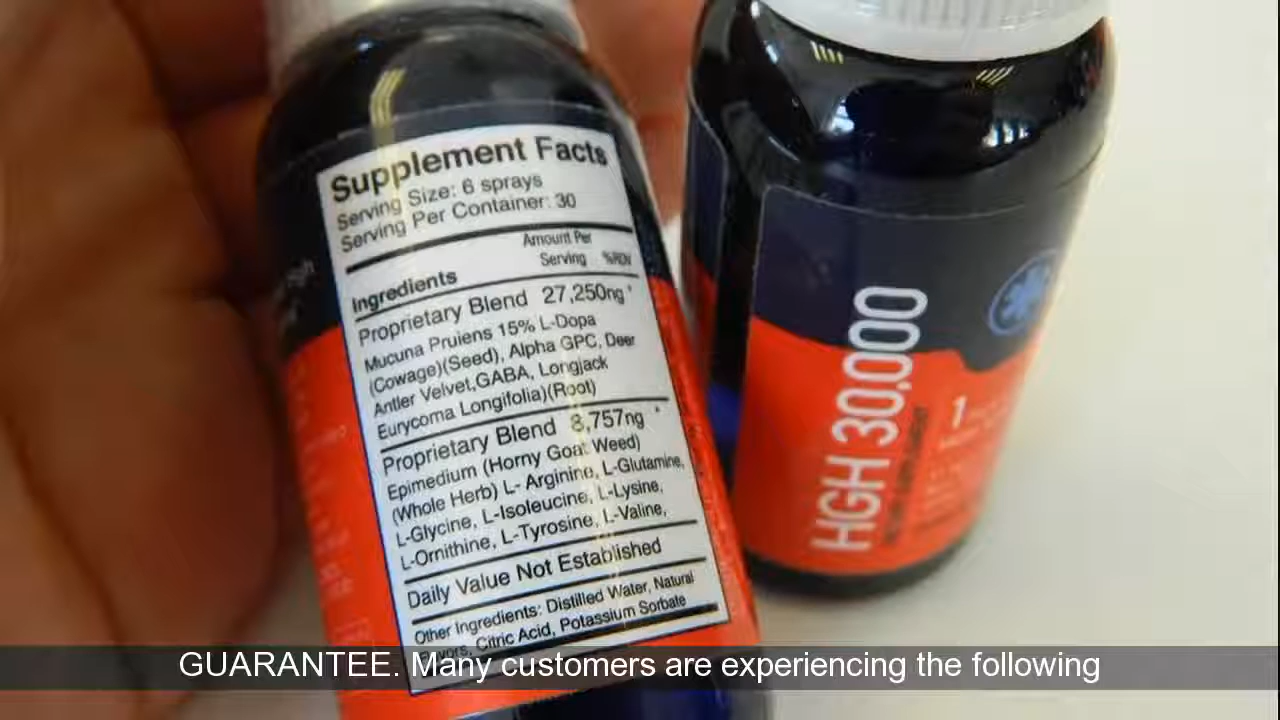 Supplement Facts
Serving Size: 6 sprays
Serving Per Container: 30
Amount Per
Serving %RDV
Ingredients
Proprietary Blend 27,250ng*
Mucuna Pruiens 15% L-Dopa
(Cowage)(Seed), Alpha GPC, Deer
Antler Velvet,GABA, Longjack
Eurycoma Longifolia)(Root)
Proprietary Blend 8,757ng *
Epimedium (Horny Goat Weed)
(Whole Herb) L- Arginine, L-Glutamine,
L-Glycine, L-Isoleucine, L-Lysine,
L-Ornithine, L-Tyrosine, L-Valine,
Daily Value Not Established
Other Ingredients: Distilled Water, Natural
Flavors, Citric Acid, Potassium Sorbate
HGH 30,000
1
GUARANTEE. Many customers are experiencing the following